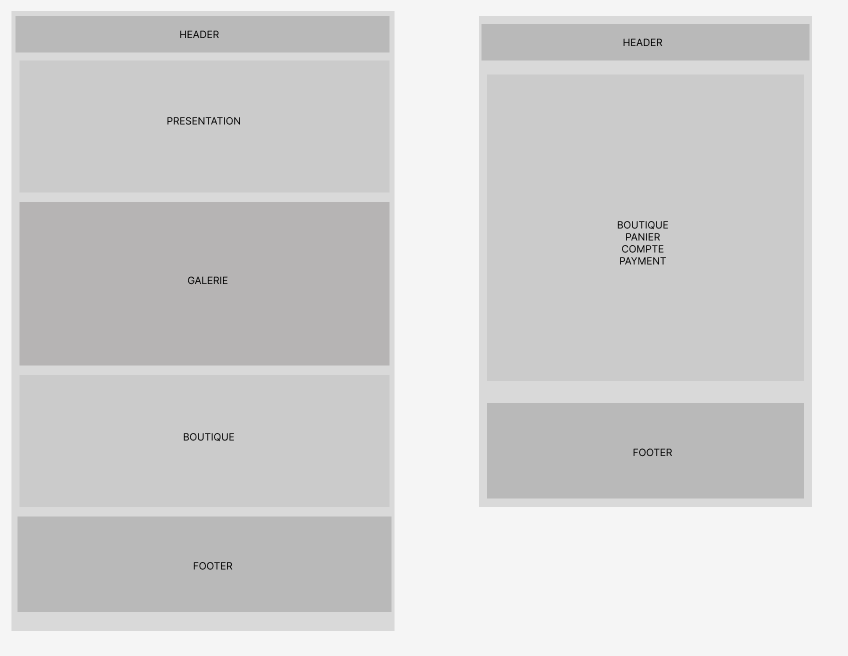 HEADER
PRESENTATION
GALERIE
BOUTIQUE
FOOTER
HEADER
BOUTIQUE
PANIER
COMPTE
PAYMENT
FOOTER